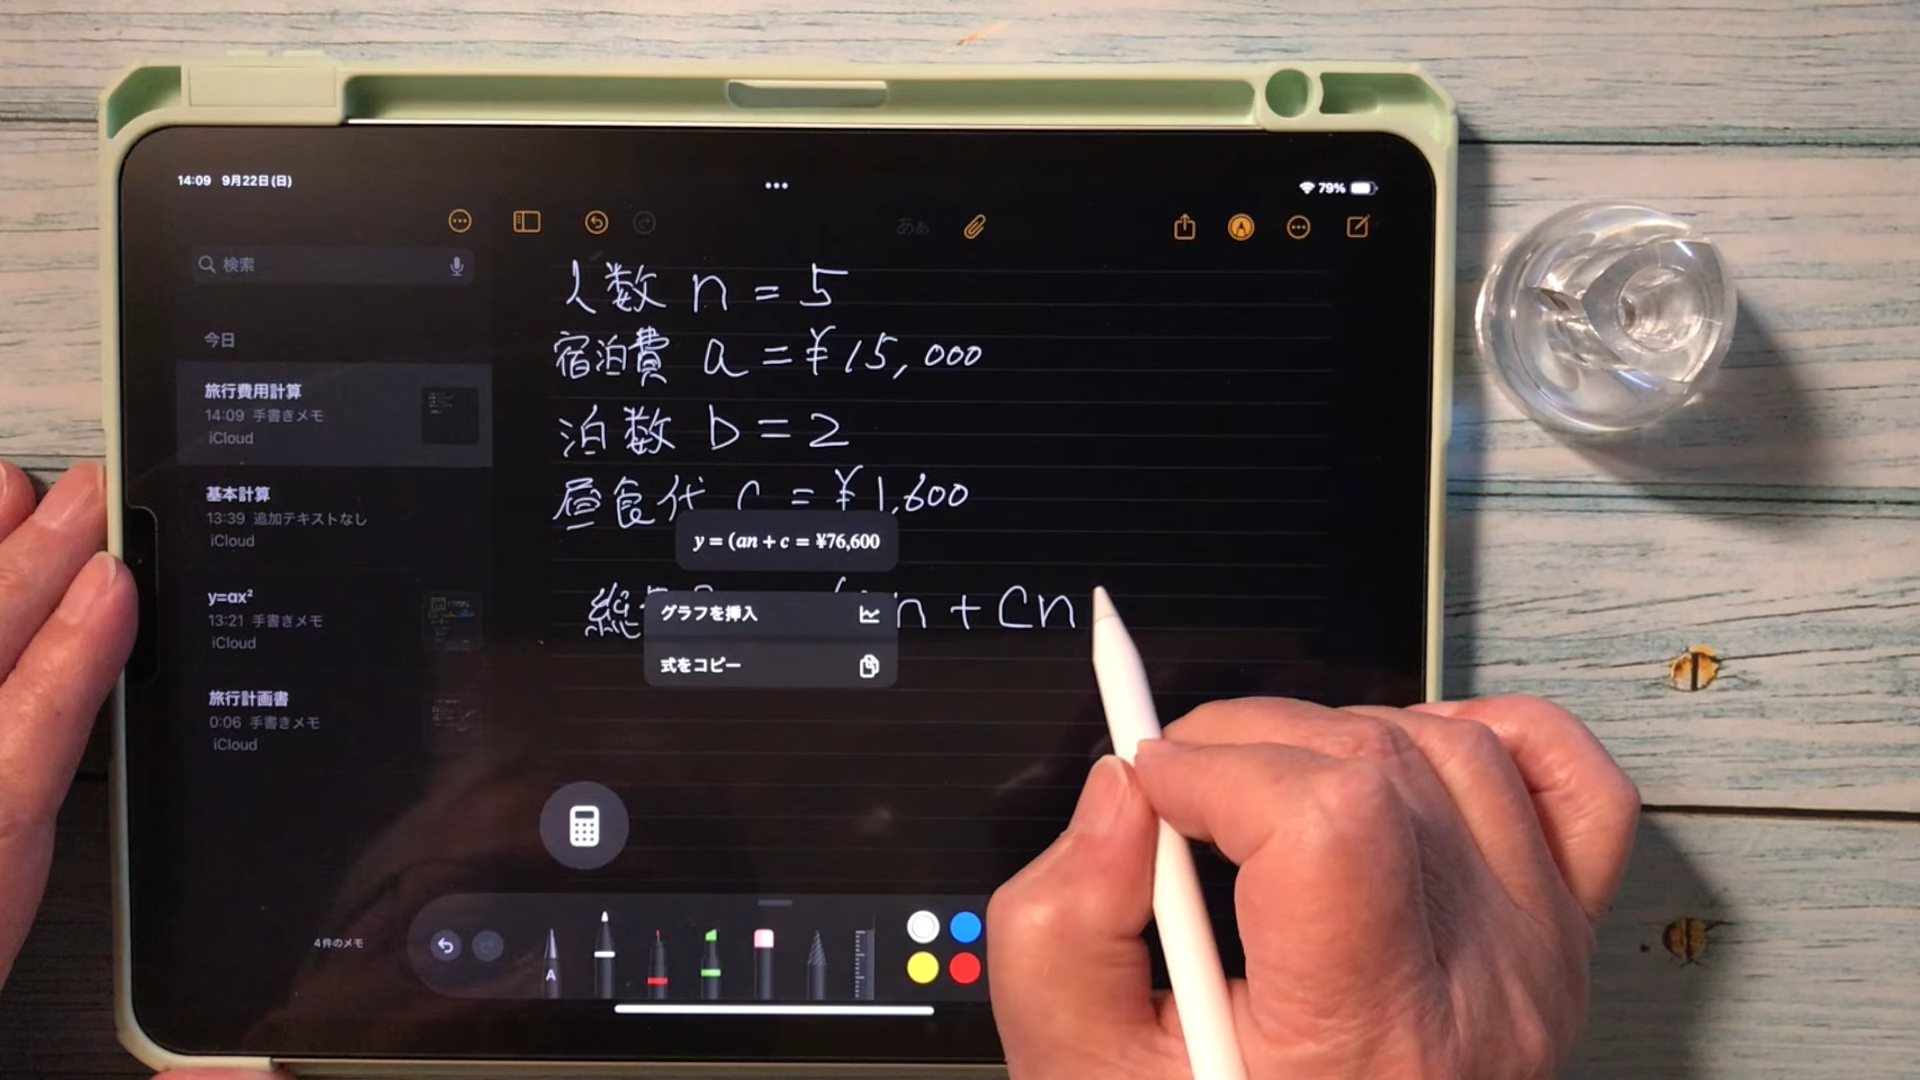 14:09 9月22日(日)
79%
あぁ
検索
今日
旅行費用計算
14:09 手書きメモ
iCloud
基本計算
13:39 追加テキストなし
iCloud
y=ax²
13:21 手書きメモ
iCloud
旅行計画書
0:06 手書きメモ
iCloud
4件のメモ
人数 n = 5
宿泊費 a = ¥15,000
泊数 b = 2
昼食代 c = ¥1,600
y = (an + c = ¥76,600
総 n + Cn
グラフを挿入
式をコピー
A